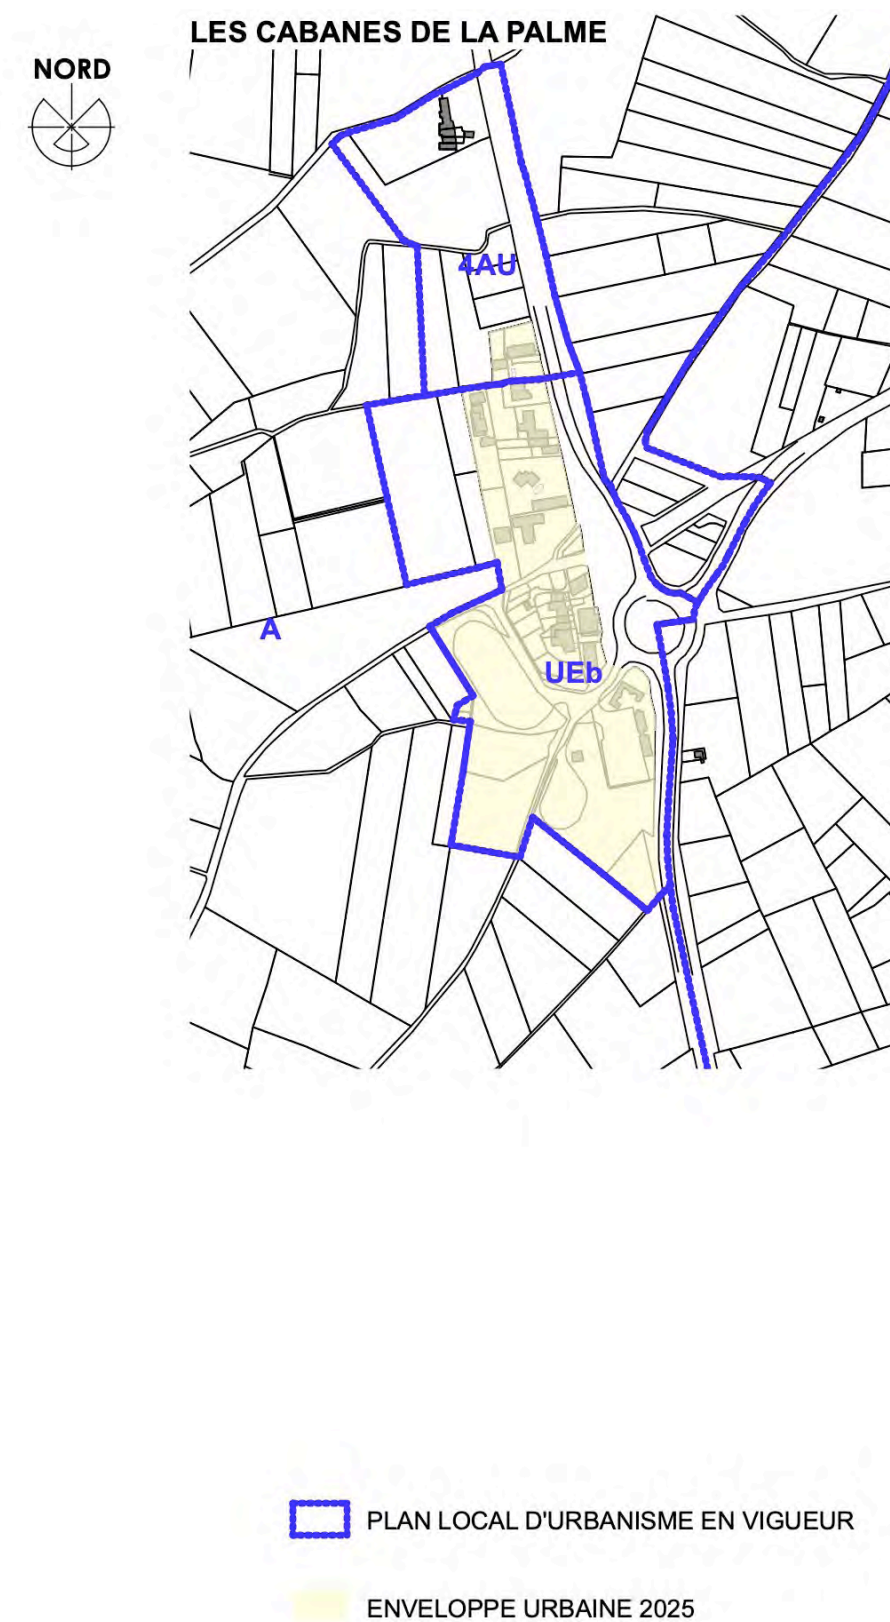 LES CABANES DE LA PALME
NORD
4AU
A
UEb
PLAN LOCAL D'URBANISME EN VIGUEUR
ENVELOPPE URBAINE 2025